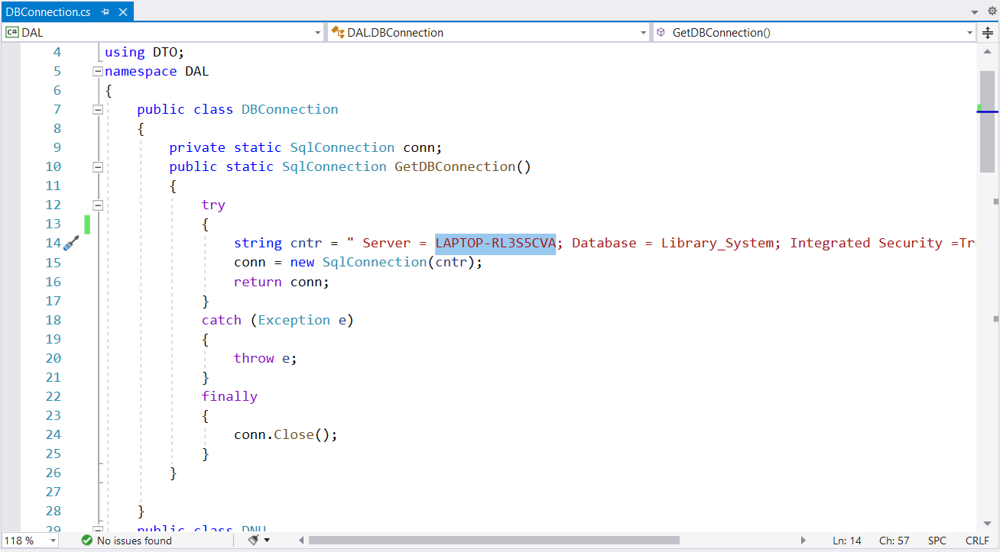 DBConnection.cs
C# DAL DAL.DBConnection GetDBConnection()
4 using DTO;
5 namespace DAL
6 {
7 public class DBConnection
8 {
9 private static SqlConnection conn;
10 public static SqlConnection GetDBConnection()
11 {
12 try
13 {
14 string cntr = " Server = LAPTOP-RL3S5CVA; Database = Library_System; Integrated Security =Tr
15 conn = new SqlConnection(cntr);
16 return conn;
17 }
18 catch (Exception e)
19 {
20 throw e;
21 }
22 finally
23 {
24 conn.Close();
25 }
26 }
27
28 }
29 public class DNU
118 % No issues found Ln: 14 Ch: 57 SPC CRLF